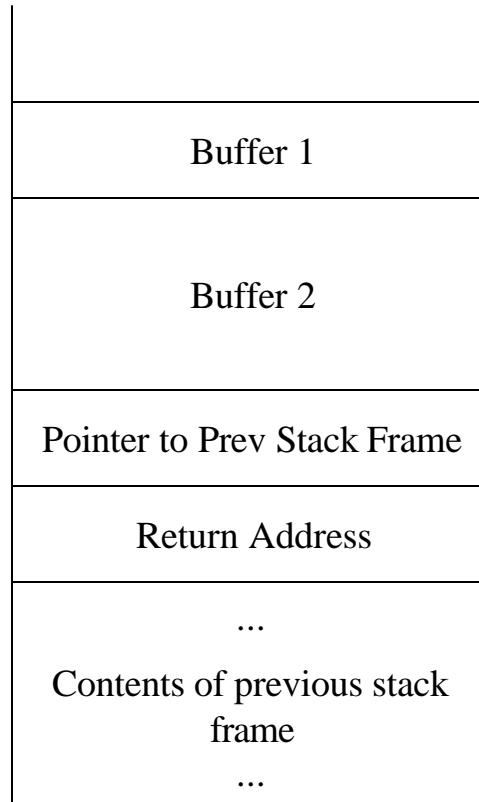 Buffer 1
Buffer 2
Pointer to Prev Stack Frame
Return Address
...
Contents of previous stack
frame
...